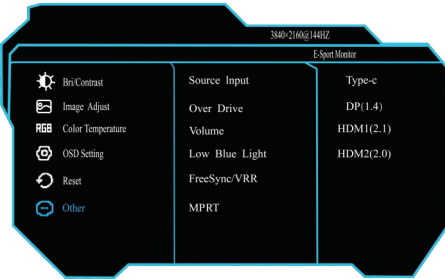 3840×2160@144HZ
E-Sport Monitor
Bri/Contrast
Image Adjust
RGB Color Temperature
OSD Setting
Reset
Other
Source Input
Over Drive
Volume
Low Blue Light
FreeSync/VRR
MPRT
Type-c
DP(1.4)
HDM1(2.1)
HDM2(2.0)